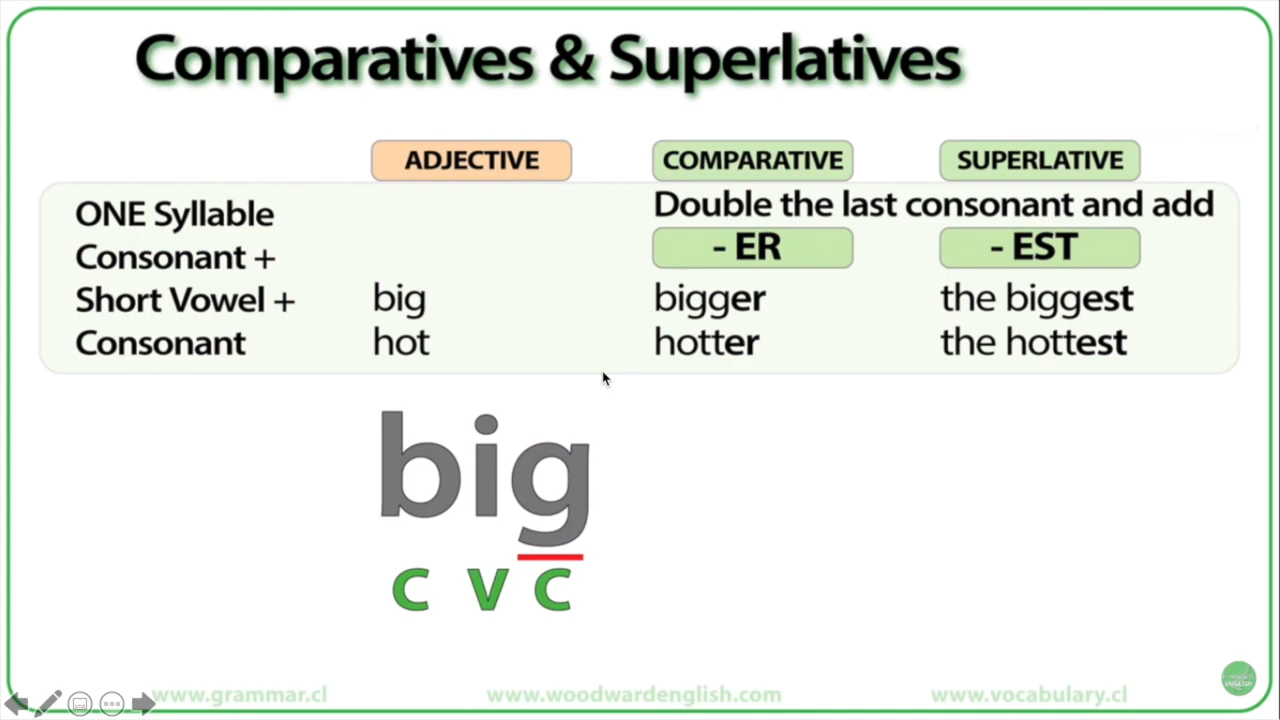 Comparatives & Superlatives
ADJECTIVE COMPARATIVE SUPERLATIVE
ONE Syllable Double the last consonant and add
Consonant + - ER - EST
Short Vowel + big bigger the biggest
Consonant hot hotter the hottest
big
C V C
www.grammar.cl www.woodwardenglish.com www.vocabulary.cl
ENGLISH